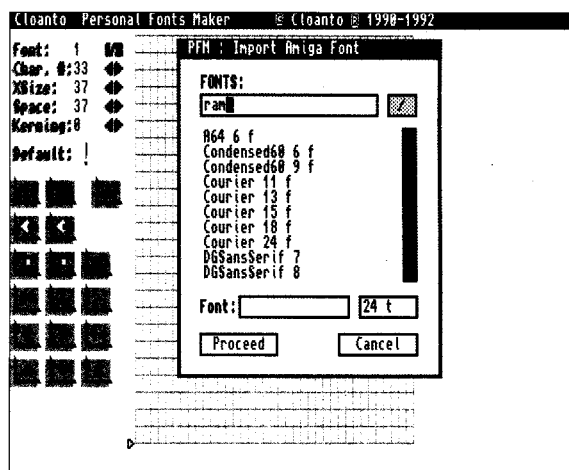 Cloanto Personal Fonts Maker © Cloanto ® 1990-1992
Font: 1
Char. #:33
XSize: 37
Space: 37
Kerning:0
Default: !
PFM : Import Amiga Font
FONTS:
ram
/
A64 6 f
Condensed60 6 f
Condensed60 9 f
Courier 11 f
Courier 13 f
Courier 15 f
Courier 18 f
Courier 24 f
DGSansSerif 7
DGSansSerif 8
Font:
24 t
Proceed
Cancel